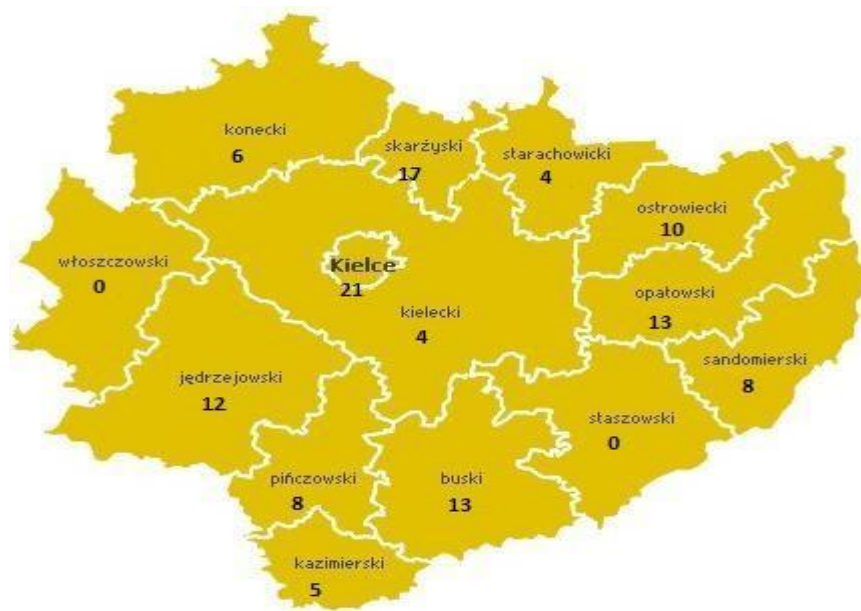 konecki
6
skarżyski
17
starachowicki
4
ostrowiecki
10
włoszczowski
0
Kielce
21
kielecki
4
opatowski
13
sandomierski
8
jędrzejowski
12
staszowski
0
pińczowski
8
buski
13
kazimierski
5